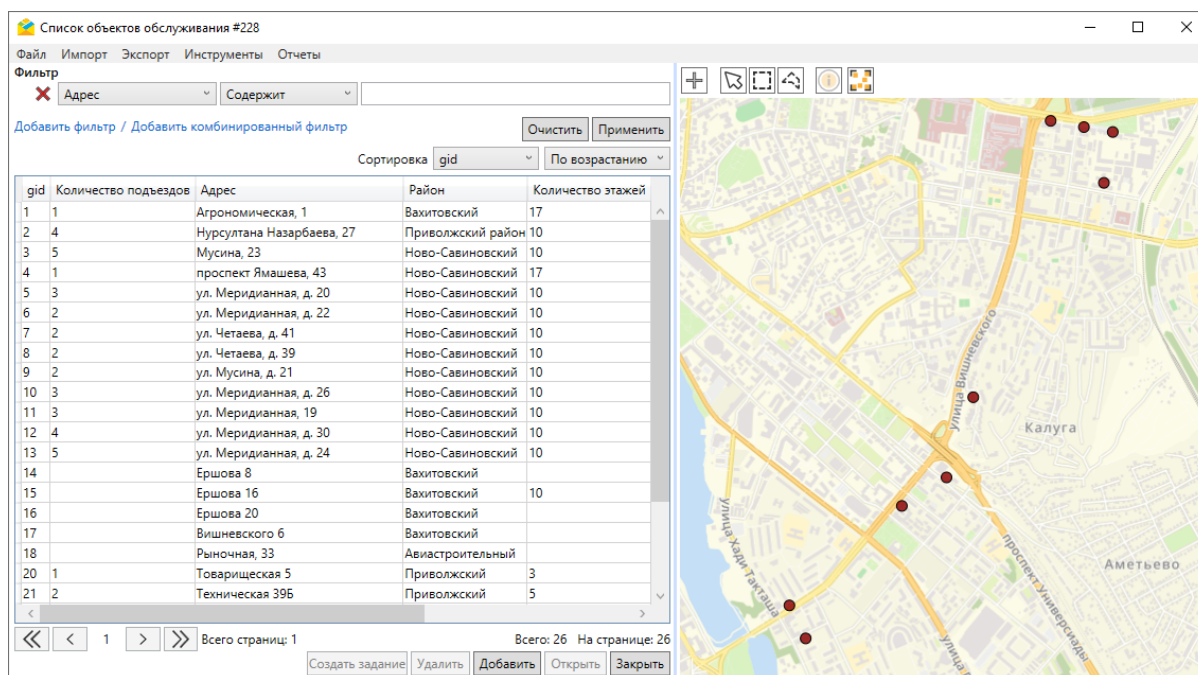 Список объектов обслуживания #228
Файл Импорт Экспорт Инструменты Отчеты
Фильтр
Адрес Содержит
Добавить фильтр / Добавить комбинированный фильтр Очистить Применить
Сортировка gid По возрастанию
gid Количество подъездов Адрес Район Количество этажей
1 1 Агрономическая, 1 Вахитовский 17
2 4 Нурсултана Назарбаева, 27 Приволжский район 10
3 5 Мусина, 23 Ново-Савиновский 10
4 1 проспект Ямашева, 43 Ново-Савиновский 17
5 3 ул. Меридианная, д. 20 Ново-Савиновский 10
6 2 ул. Меридианная, д. 22 Ново-Савиновский 10
7 2 ул. Четаева, д. 41 Ново-Савиновский 10
8 2 ул. Четаева, д. 39 Ново-Савиновский 10
9 2 ул. Мусина, д. 21 Ново-Савиновский 10
10 3 ул. Меридианная, д. 26 Ново-Савиновский 10
11 3 ул. Меридианная, 19 Ново-Савиновский 10
12 4 ул. Меридианная, д. 30 Ново-Савиновский 10
13 5 ул. Меридианная, д. 24 Ново-Савиновский 10
14 Ершова 8 Вахитовский
15 Ершова 16 Вахитовский 10
16 Ершова 20 Вахитовский
17 Вишневского 6 Вахитовский
18 Рыночная, 33 Авиастроительный
20 1 Товарищеская 5 Приволжский 3
21 2 Техническая 39Б Приволжский 5
1 Всего страниц: 1 Всего: 26 На странице: 26
Создать задание Удалить Добавить Открыть Закрыть
улица Вишневского
Калуга
улица Хади Такташа
проспект Универсиады
Аметьево
улица